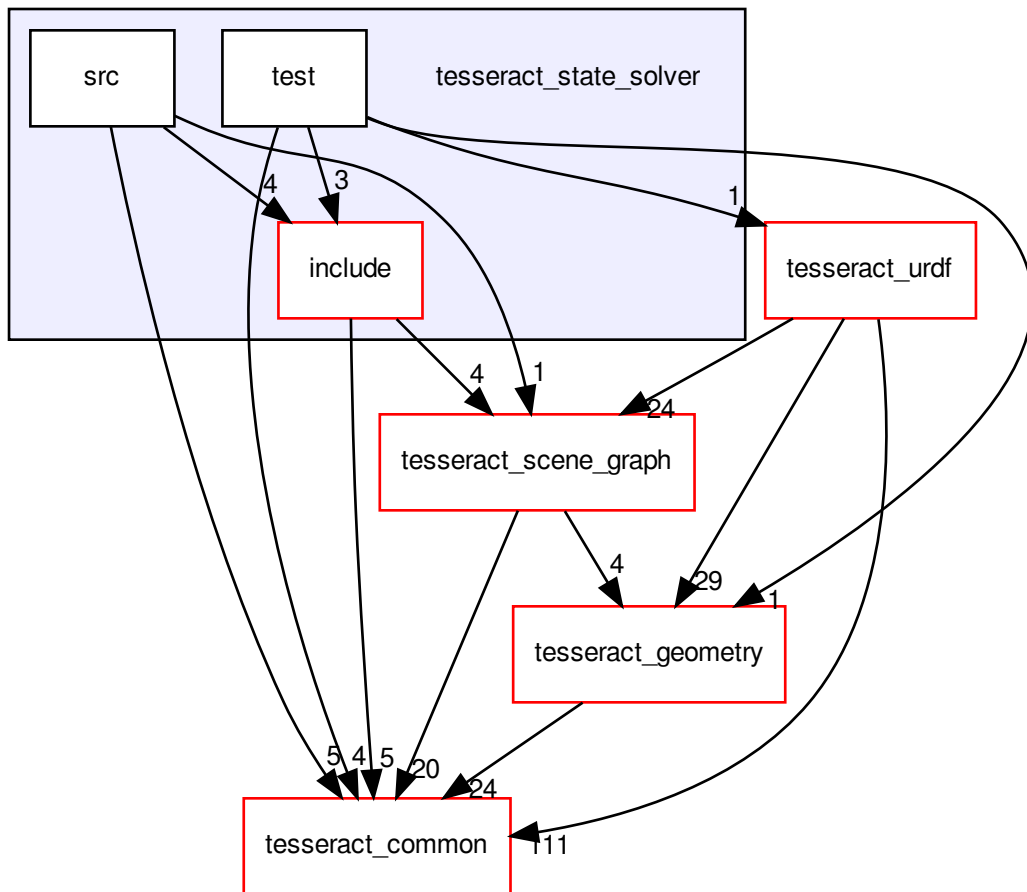 src
test
tesseract_state_solver
4
3
1
include
tesseract_urdf
4
1
24
tesseract_scene_graph
4
29
1
tesseract_geometry
5
4
5
20
24
tesseract_common
111